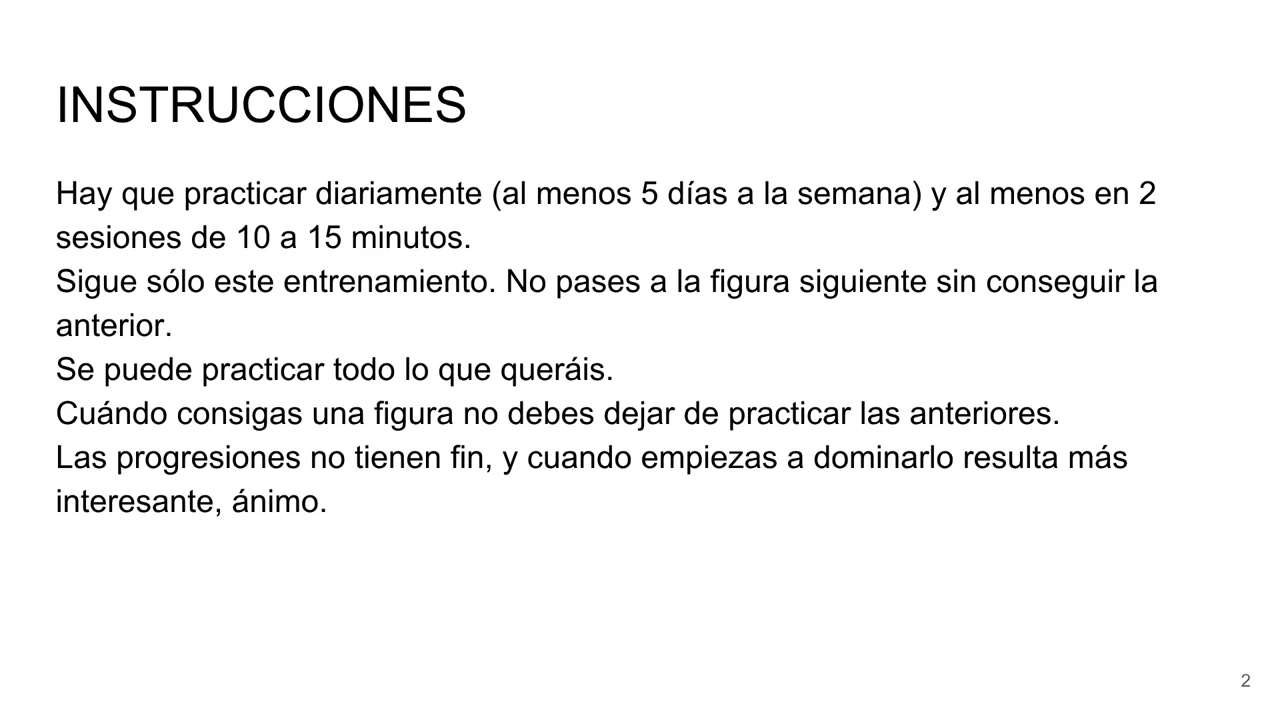 INSTRUCCIONES
Hay que practicar diariamente (al menos 5 días a la semana) y al menos en 2
sesiones de 10 a 15 minutos.
Sigue sólo este entrenamiento. No pases a la figura siguiente sin conseguir la
anterior.
Se puede practicar todo lo que queráis.
Cuándo consigas una figura no debes dejar de practicar las anteriores.
Las progresiones no tienen fin, y cuando empiezas a dominarlo resulta más
interesante, ánimo.
2